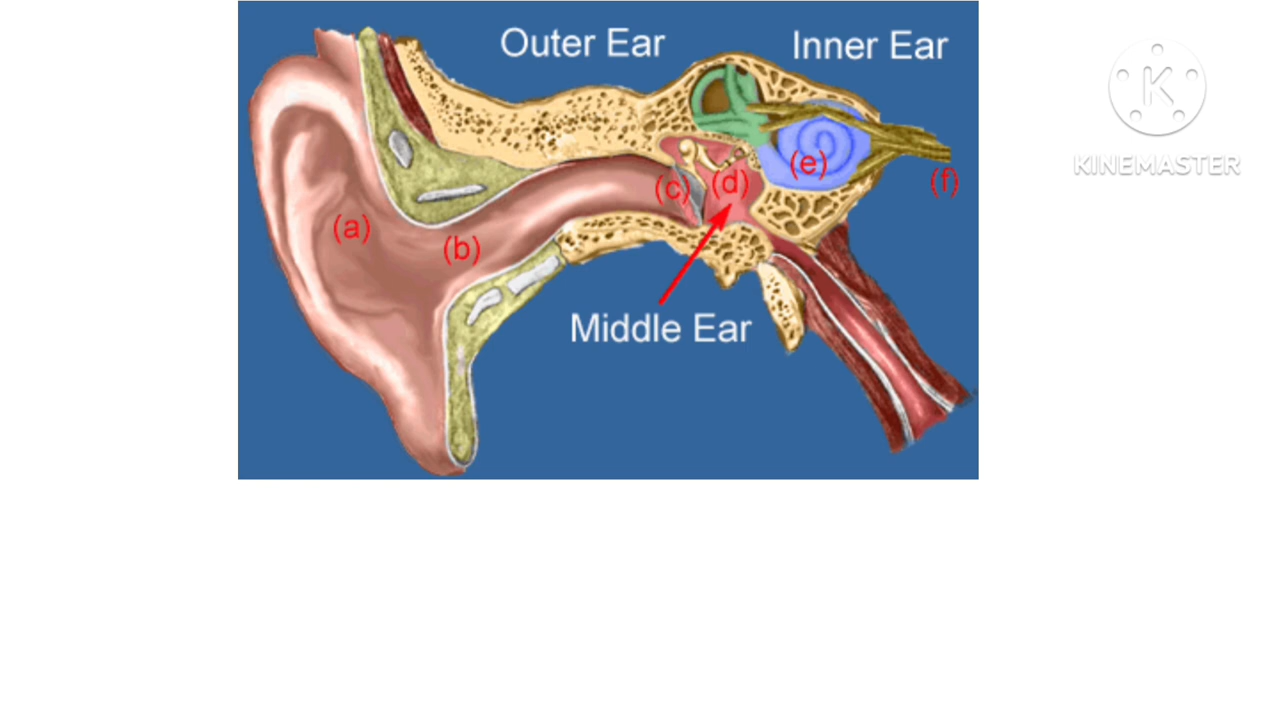 Outer Ear
Inner Ear
K
KINEMASTER
(a)
(b)
(c)
(d)
(e)
(f)
Middle Ear